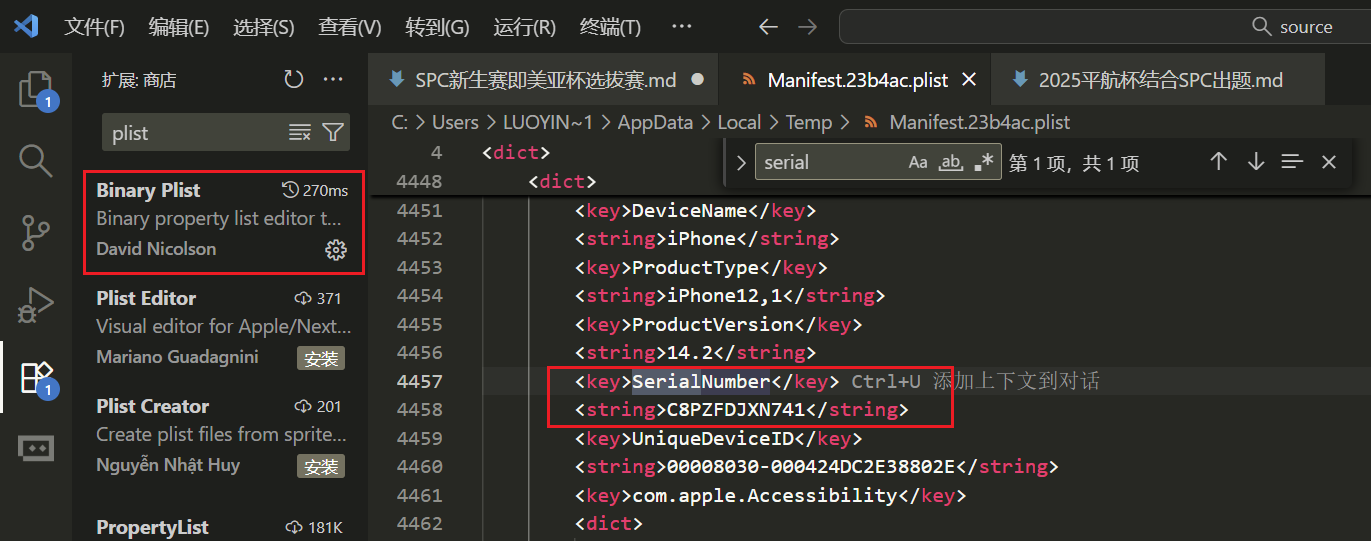 文件(F) 编辑(E) 选择(S) 查看(V) 转到(G) 运行(R) 终端(T) ··· ← → source
扩展: 商店 ···
plist
Binary Plist 270ms
Binary property list editor t...
David Nicolson
Plist Editor 371
Visual editor for Apple/Next...
Mariano Guadagnini 安装
Plist Creator 201
Create plist files from sprite...
Nguyễn Nhật Huy 安装
PropertyList 181K
1
1
SPC新生赛即美亚杯选拔赛.md ● Manifest.23b4ac.plist × 2025平航杯结合SPC出题.md
C: > Users > LUOYIN~1 > AppData > Local > Temp > Manifest.23b4ac.plist
serial Aa ab .* 第 1 项，共 1 项
4 <dict>
4448 <dict>
4451 <key>DeviceName</key>
4452 <string>iPhone</string>
4453 <key>ProductType</key>
4454 <string>iPhone12,1</string>
4455 <key>ProductVersion</key>
4456 <string>14.2</string>
4457 <key>SerialNumber</key> Ctrl+U 添加上下文到对话
4458 <string>C8PZFDJXN741</string>
4459 <key>UniqueDeviceID</key>
4460 <string>00008030-000424DC2E38802E</string>
4461 <key>com.apple.Accessibility</key>
4462 <dict>